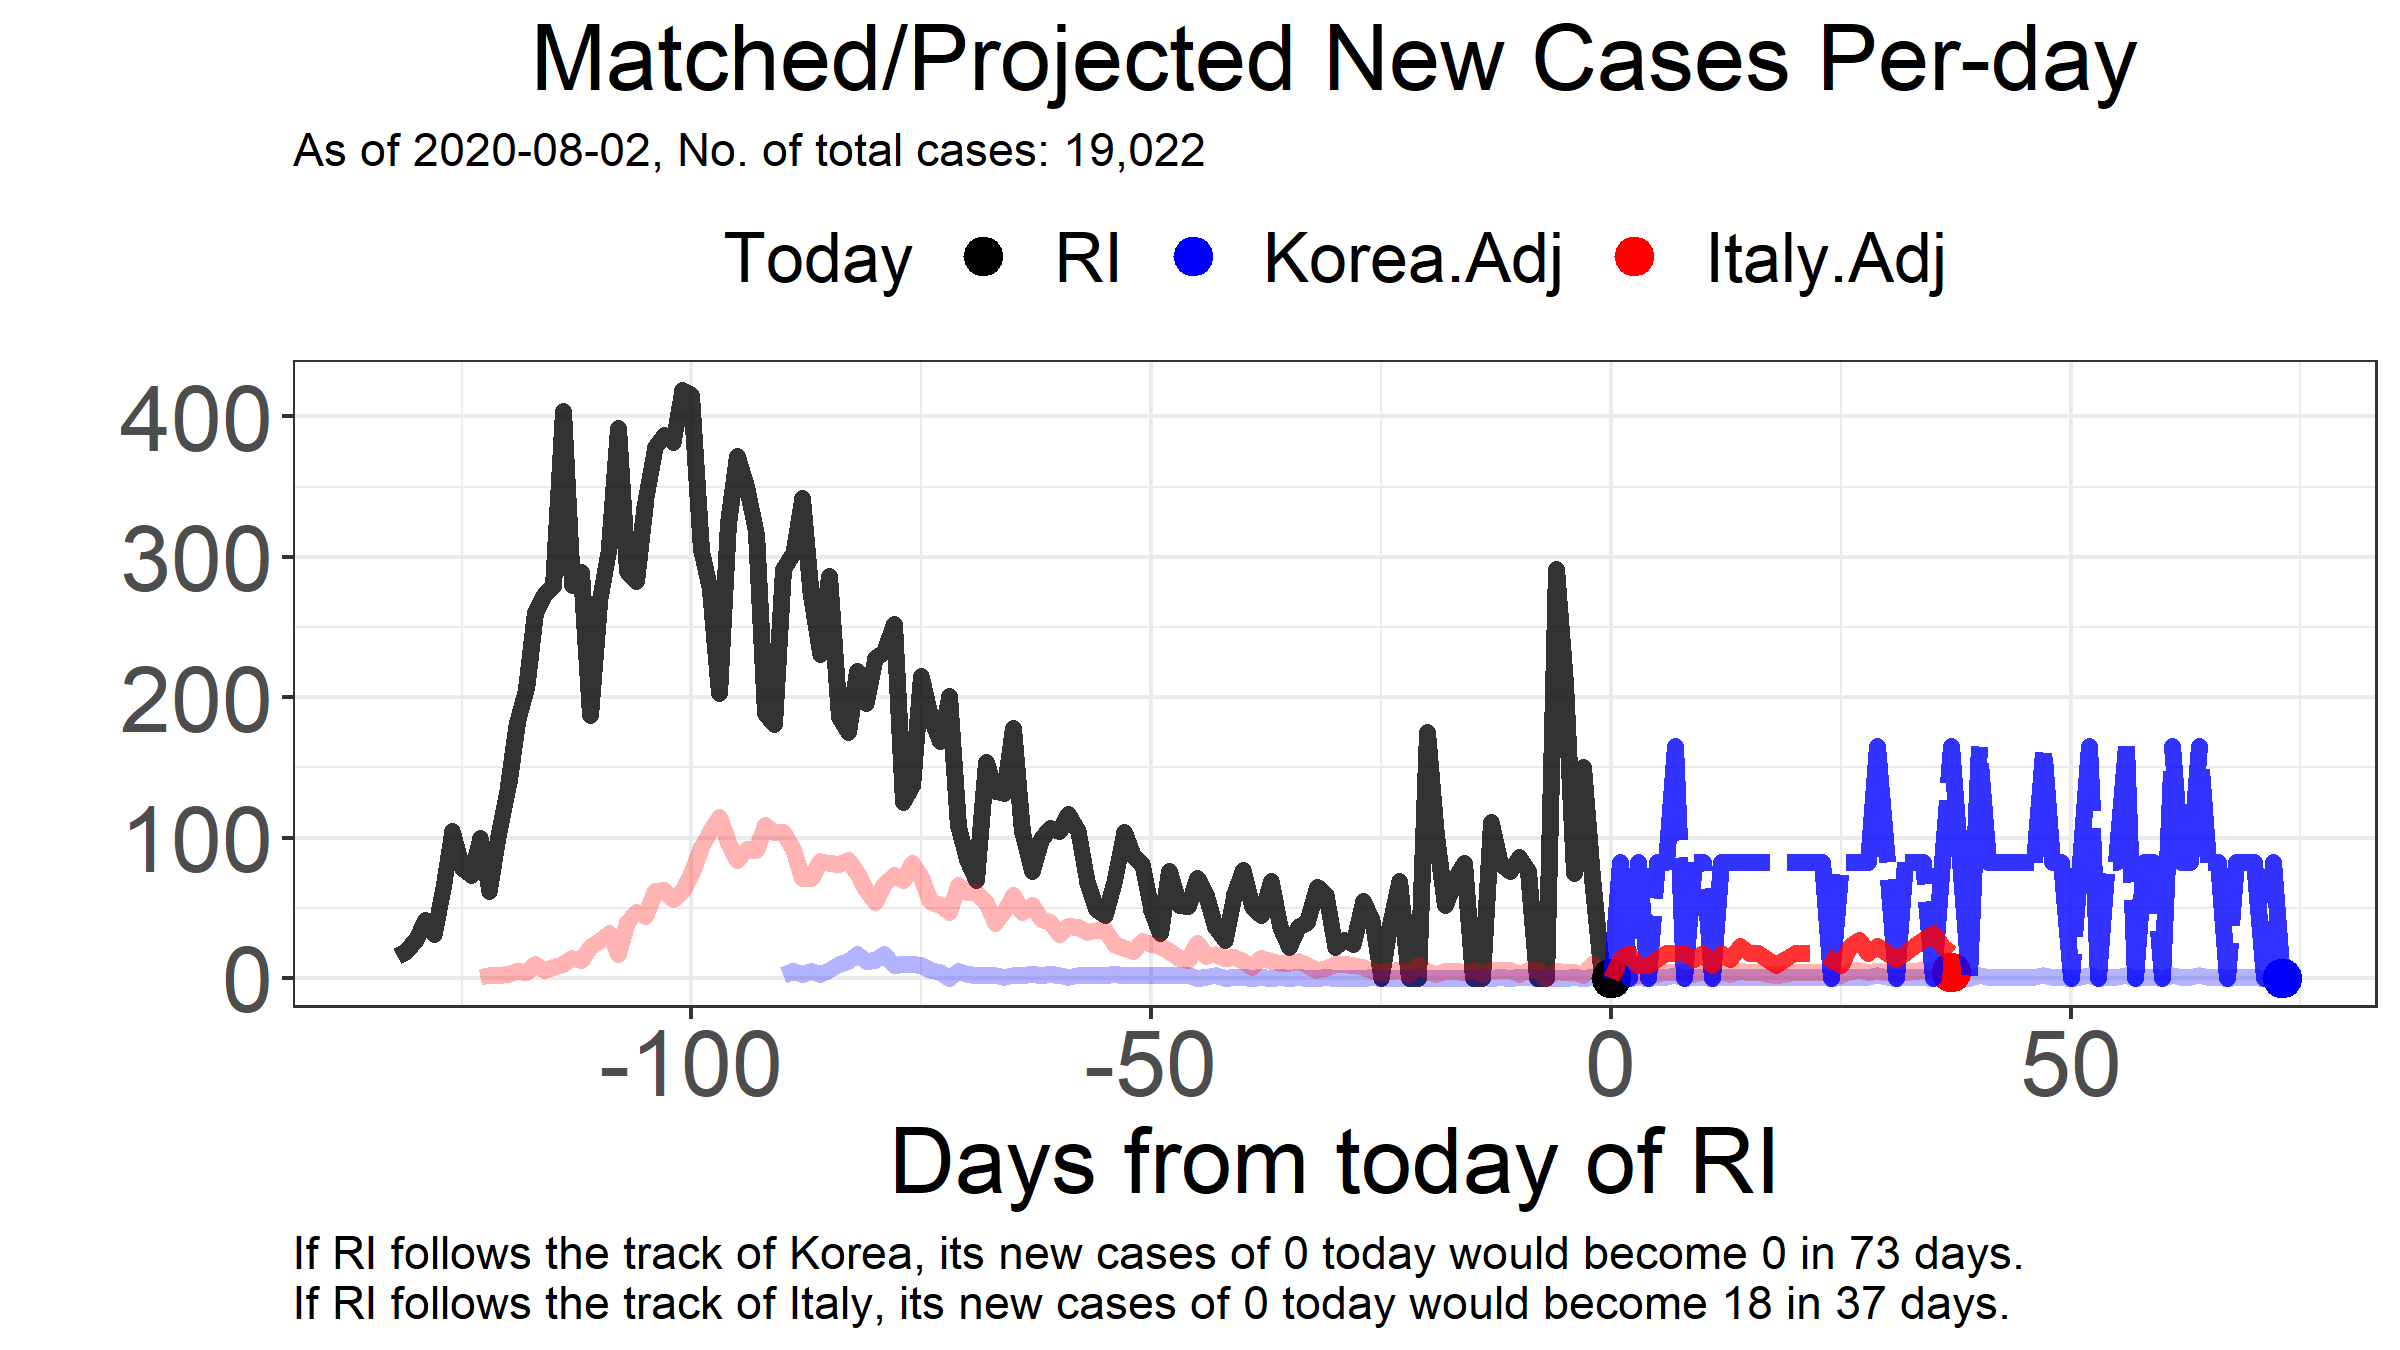 Matched/Projected New Cases Per-day
As of 2020-08-02, No. of total cases: 19,022
Today RI Korea.Adj Italy.Adj
400
300
200
100
0
-100 -50 0 50
Days from today of RI
If RI follows the track of Korea, its new cases of 0 today would become 0 in 73 days.
If RI follows the track of Italy, its new cases of 0 today would become 18 in 37 days.